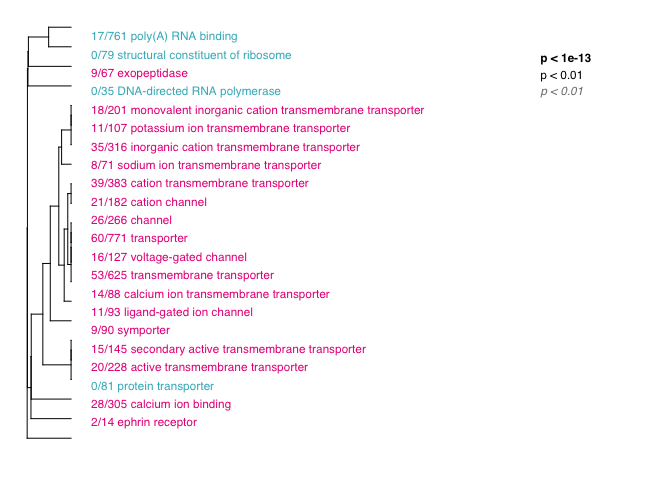 17/761 poly(A) RNA binding
0/79 structural constituent of ribosome
9/67 exopeptidase
0/35 DNA-directed RNA polymerase
18/201 monovalent inorganic cation transmembrane transporter
11/107 potassium ion transmembrane transporter
35/316 inorganic cation transmembrane transporter
8/71 sodium ion transmembrane transporter
39/383 cation transmembrane transporter
21/182 cation channel
26/266 channel
60/771 transporter
16/127 voltage-gated channel
53/625 transmembrane transporter
14/88 calcium ion transmembrane transporter
11/93 ligand-gated ion channel
9/90 symporter
15/145 secondary active transmembrane transporter
20/228 active transmembrane transporter
0/81 protein transporter
28/305 calcium ion binding
2/14 ephrin receptor
p < 1e-13
p < 0.01
p < 0.01